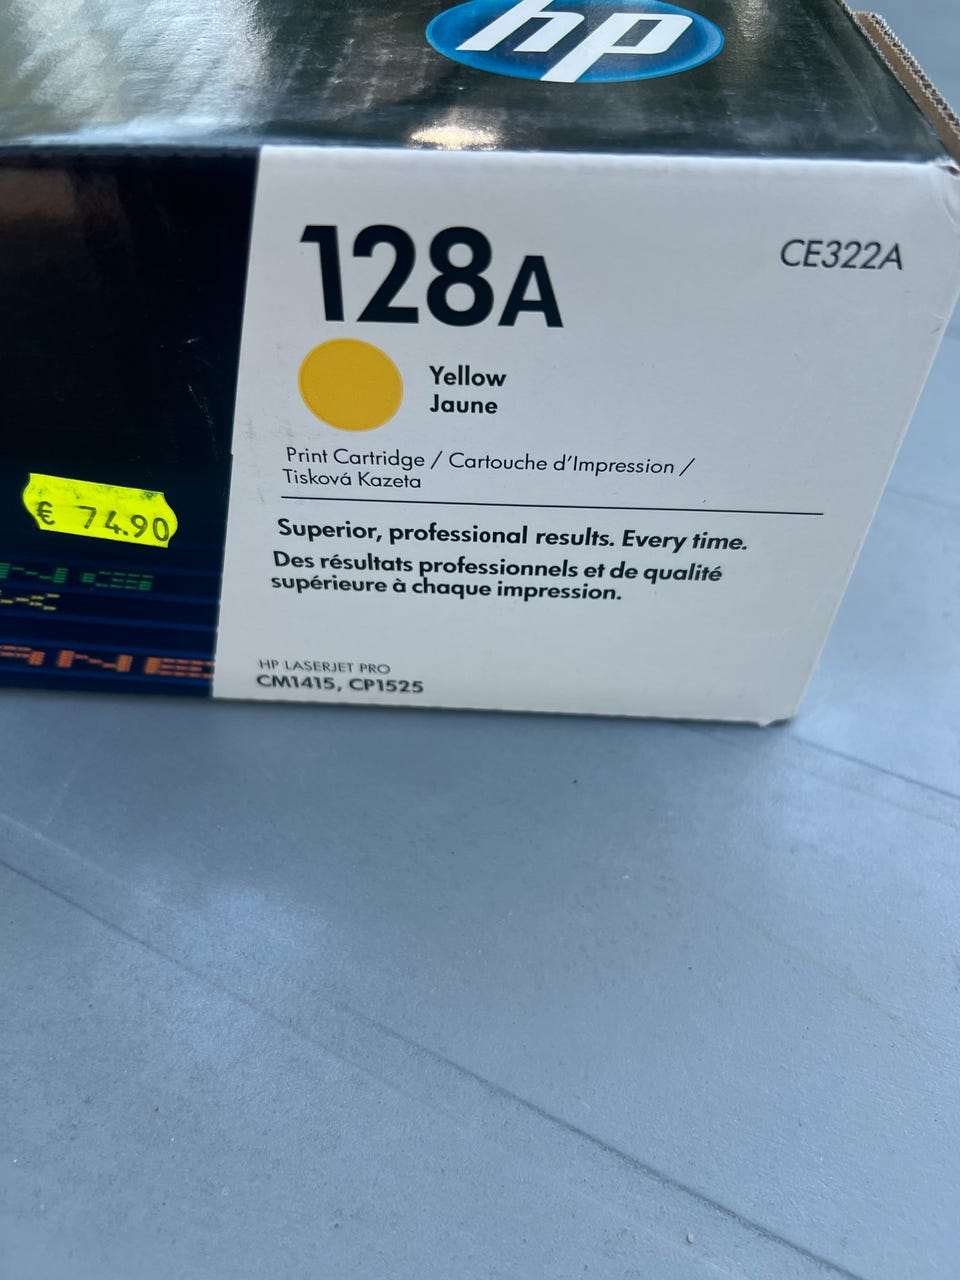 hp
128A
CE322A
Yellow
Jaune
Print Cartridge / Cartouche d'Impression /
Tisková Kazeta
€ 74.90
Superior, professional results. Every time.
Des résultats professionnels et de qualité
supérieure à chaque impression.
HP LASERJET PRO
CM1415, CP1525